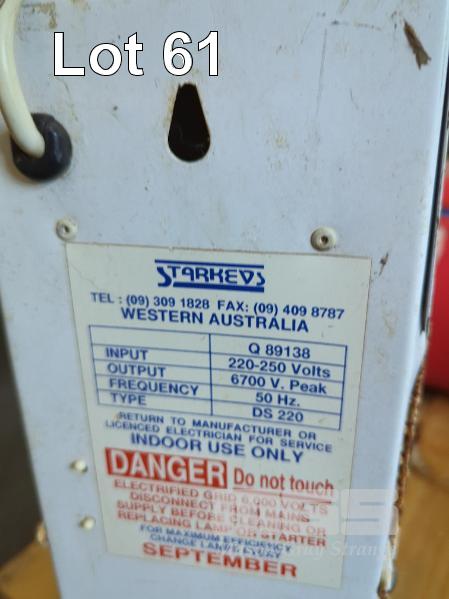 Lot 61
STARKEYS
TEL : (09) 309 1828 FAX: (09) 409 8787
WESTERN AUSTRALIA
Q 89138
INPUT 220-250 Volts
OUTPUT 6700 V. Peak
FREQUENCY 50 Hz.
TYPE DS 220
RETURN TO MANUFACTURER OR
LICENCED ELECTRICIAN FOR SERVICE
INDOOR USE ONLY
DANGER Do not touch
ELECTRIFIED GRID 6,000 VOLTS
DISCONNECT FROM MAINS
SUPPLY BEFORE CLEANING OR
REPLACING LAMP OR STARTER
FOR MAXIMUM EFFICIENCY
CHANGE LAMP EVERY
SEPTEMBER